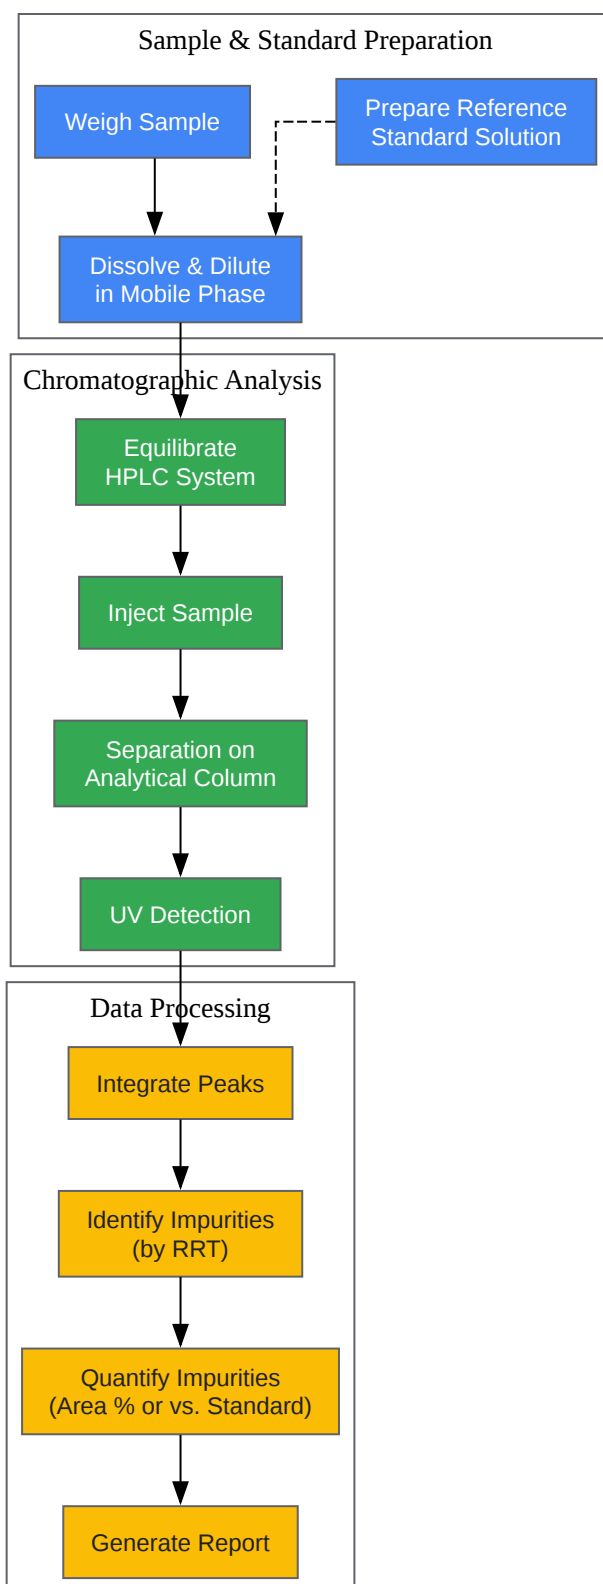 Sample & Standard Preparation
Weigh Sample
Prepare Reference
Standard Solution
Dissolve & Dilute
in Mobile Phase
Chromatographic Analysis
Equilibrate
HPLC System
Inject Sample
Separation on
Analytical Column
UV Detection
Data Processing
Integrate Peaks
Identify Impurities
(by RRT)
Quantify Impurities
(Area % or vs. Standard)
Generate Report